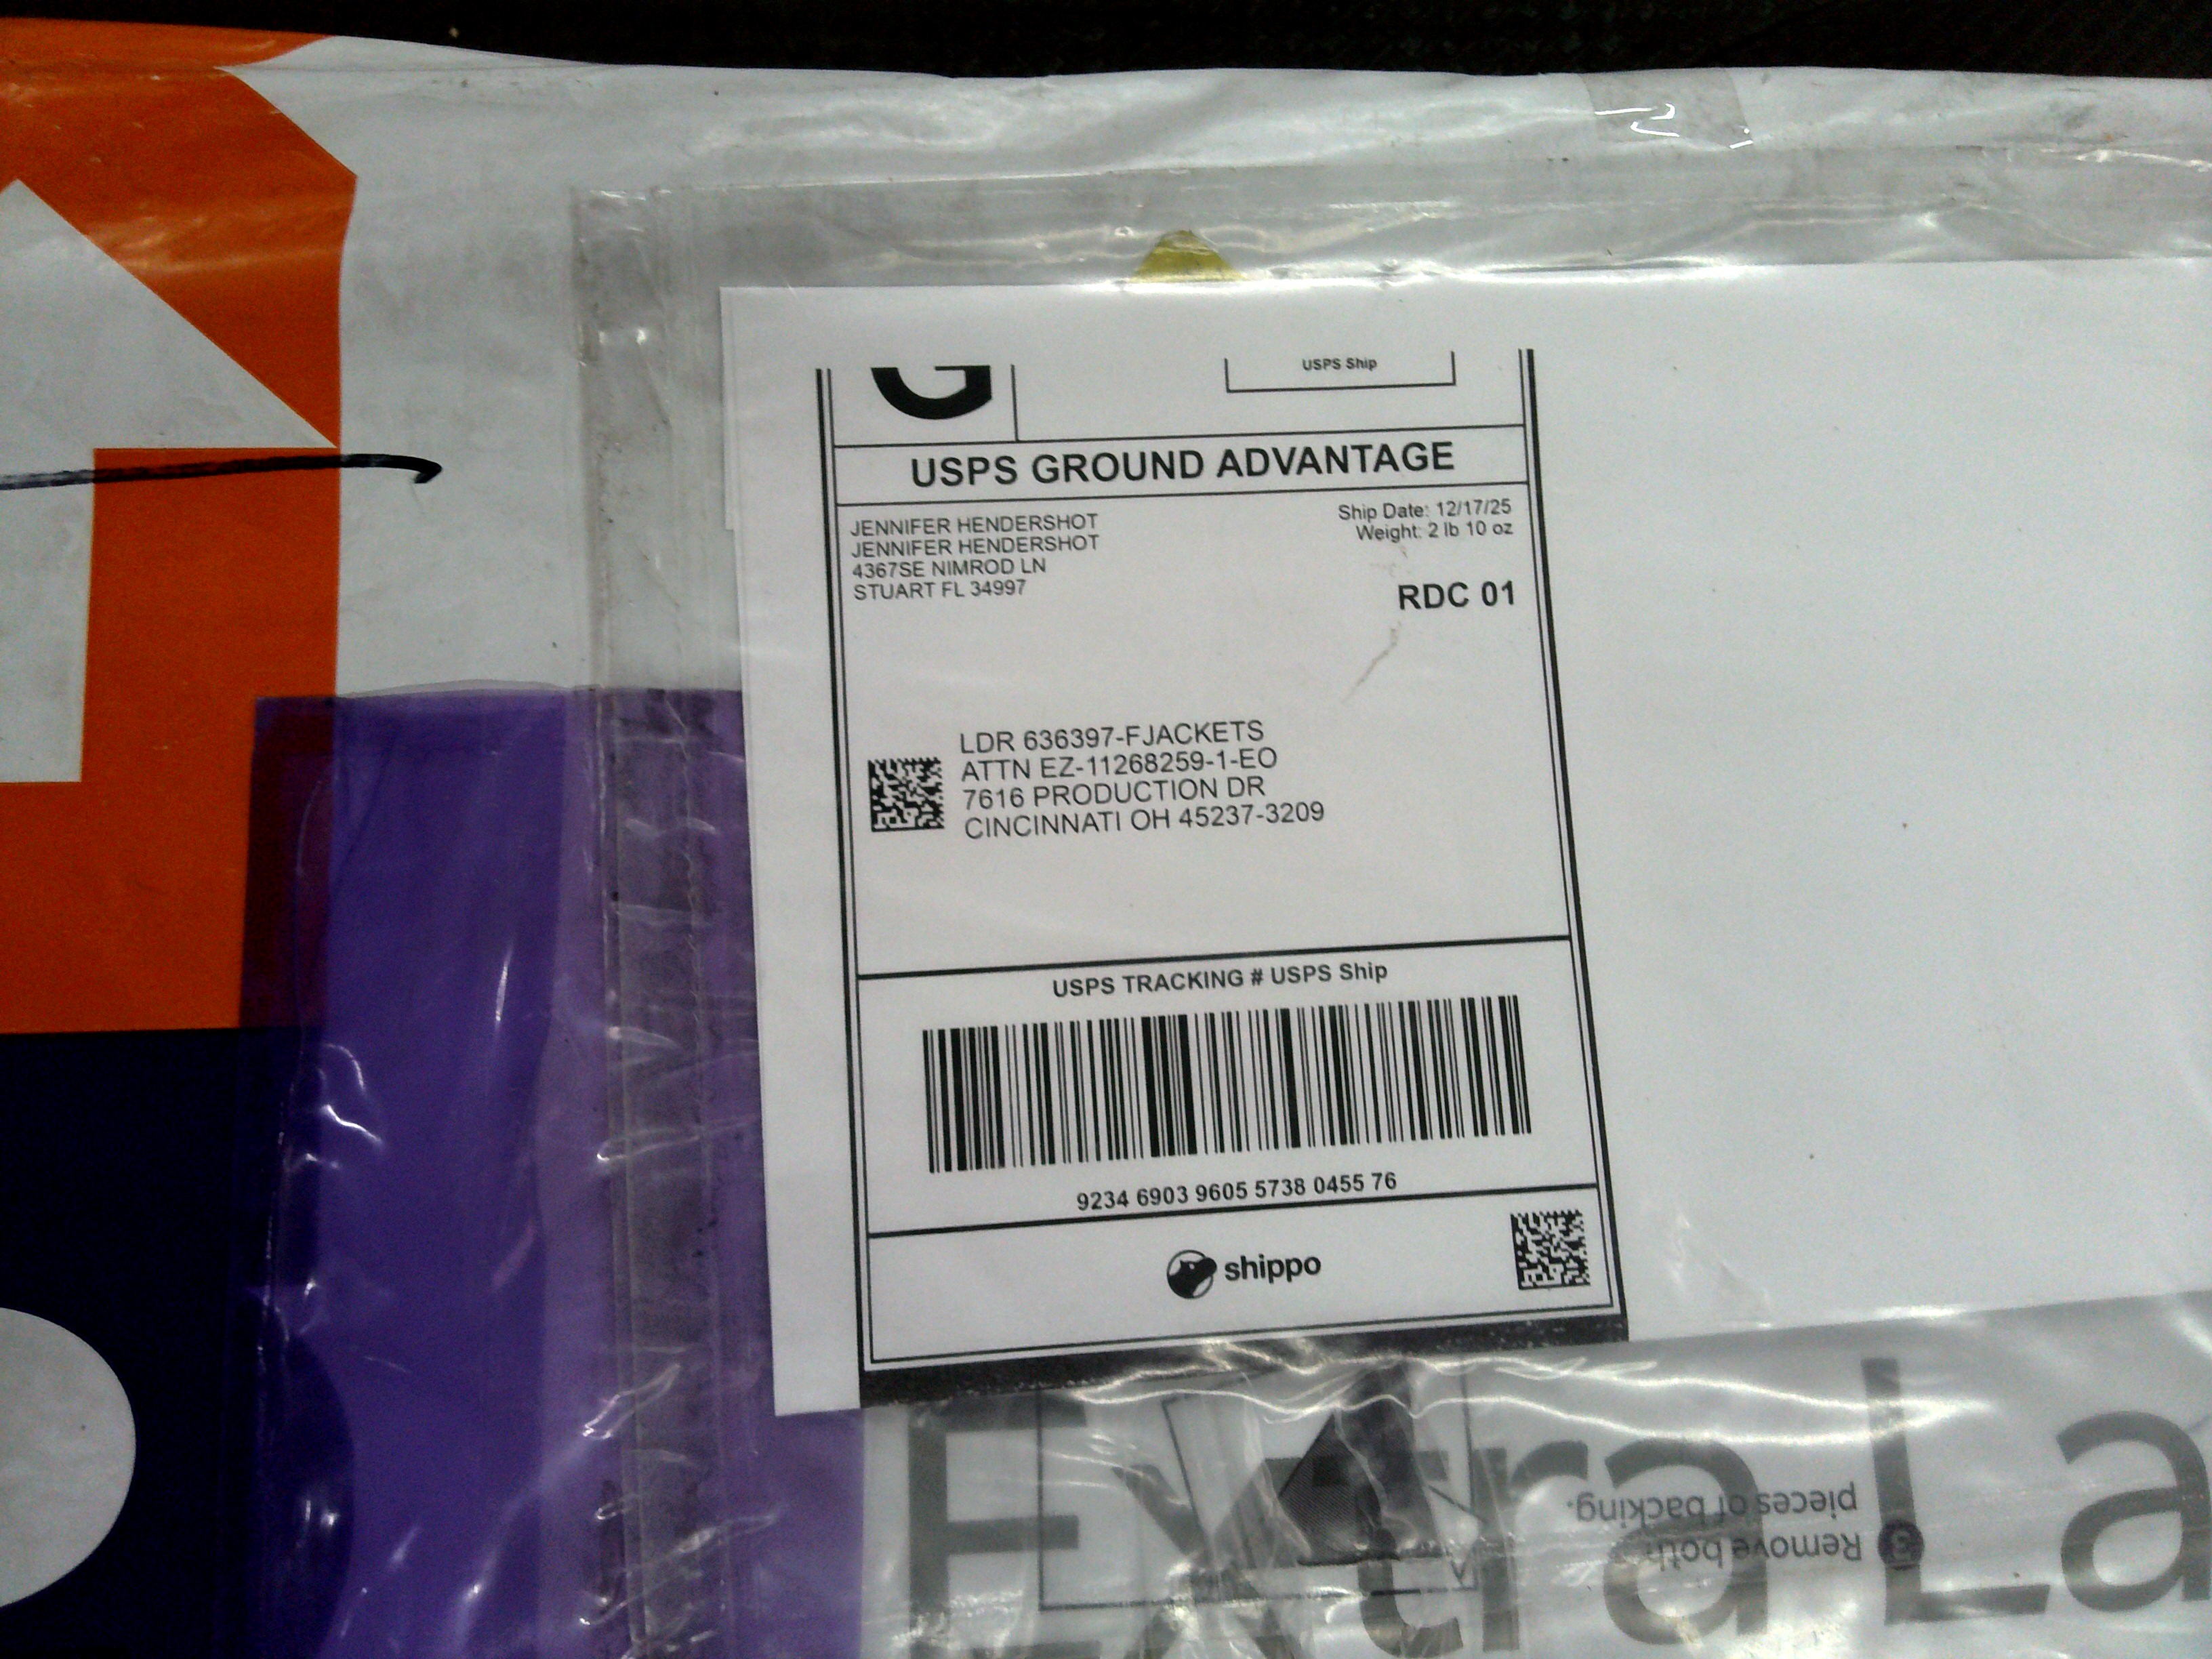 G
USPS Ship
USPS GROUND ADVANTAGE
JENNIFER HENDERSHOT
JENNIFER HENDERSHOT
4367SE NIMROD LN
STUART FL 34997
Ship Date: 12/17/25
Weight: 2 lb 10 oz
RDC 01
LDR 636397-FJACKETS
ATTN EZ-11268259-1-EO
7616 PRODUCTION DR
CINCINNATI OH 45237-3209
USPS TRACKING # USPS Ship
9234 6903 9605 5738 0455 76
shippo
Extra La
3 Remove both
pieces of backing.